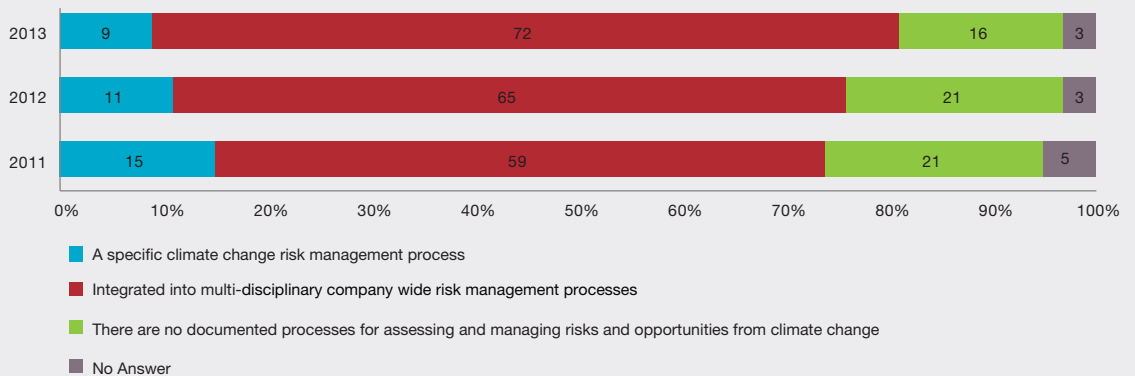 2013 9 72 16 3
2012 11 65 21 3
2011 15 59 21 5
0% 10% 20% 30% 40% 50% 60% 70% 80% 90% 100%
A specific climate change risk management process
Integrated into multi-disciplinary company wide risk management processes
There are no documented processes for assessing and managing risks and opportunities from climate change
No Answer